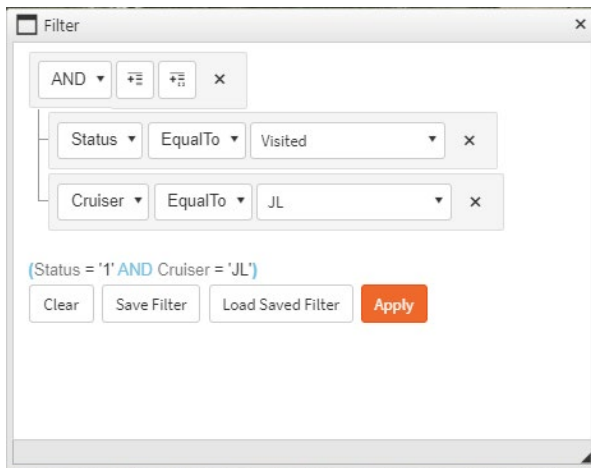 Filter
AND
Status EqualTo Visited
Cruiser EqualTo JL
(Status = '1' AND Cruiser = 'JL')
Clear Save Filter Load Saved Filter Apply